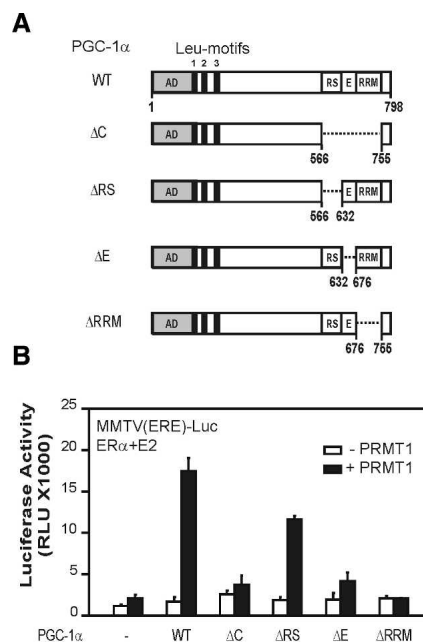 A
PGC-1α Leu-motifs
1 2 3
WT AD RS E RRM
1 798
ΔC AD
566 755
ΔRS AD E RRM
566 632
ΔE AD RS RRM
632 676
ΔRRM AD RS E
676 755
B
Luciferase Activity
(RLU X1000)
25
20
15
10
5
0
MMTV(ERE)-Luc
ERα+E2
- PRMT1
+ PRMT1
PGC-1α - WT ΔC ΔRS ΔE ΔRRM